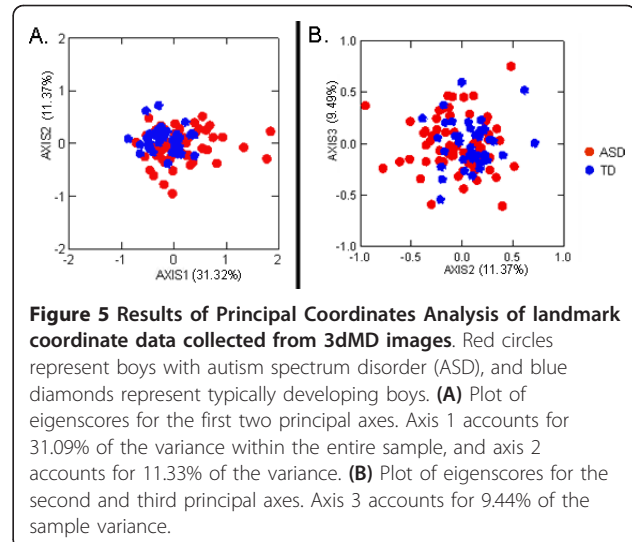 A.
2
1
0
-1
-2
AXIS2 (11.37%)
-2 -1 0 1 2
AXIS1 (31.32%)
B.
1.0
0.5
0.0
-0.5
-1.0
AXIS3 (9.49%)
-1.0 -0.5 0.0 0.5 1.0
AXIS2 (11.37%)
ASD
TD
Figure 5 Results of Principal Coordinates Analysis of landmark
coordinate data collected from 3dMD images. Red circles
represent boys with autism spectrum disorder (ASD), and blue
diamonds represent typically developing boys. (A) Plot of
eigenscores for the first two principal axes. Axis 1 accounts for
31.09% of the variance within the entire sample, and axis 2
accounts for 11.33% of the variance. (B) Plot of eigenscores for the
second and third principal axes. Axis 3 accounts for 9.44% of the
sample variance.